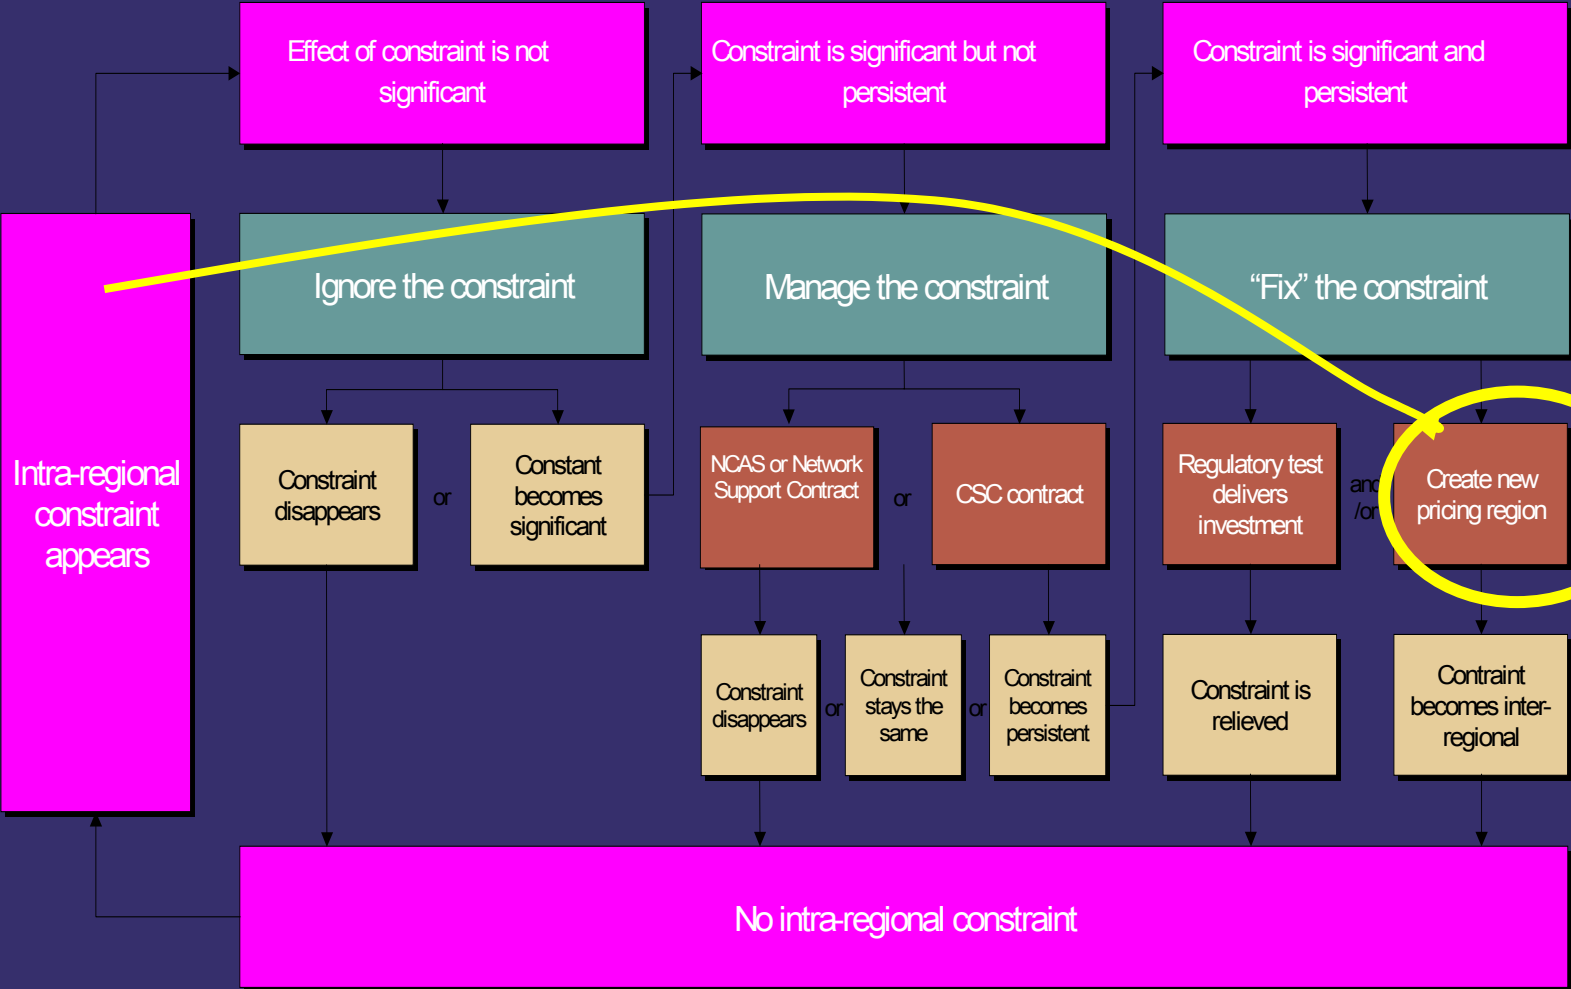 Effect of constraint is not
significant
Constraint is significant but not
persistent
Constraint is significant and
persistent
Ignore the constraint
Manage the constraint
“Fix” the constraint
Intra-regional
constraint
appears
Constraint
disappears
or
Constant
becomes
significant
NCAS or Network
Support Contract
or
CSC contract
Regulatory test
delivers
investment
and
/or
Create new
pricing region
Constraint
disappears
or
Constraint
stays the
same
or
Constraint
becomes
persistent
Constraint is
relieved
Contraint
becomes inter-
regional
No intra-regional constraint